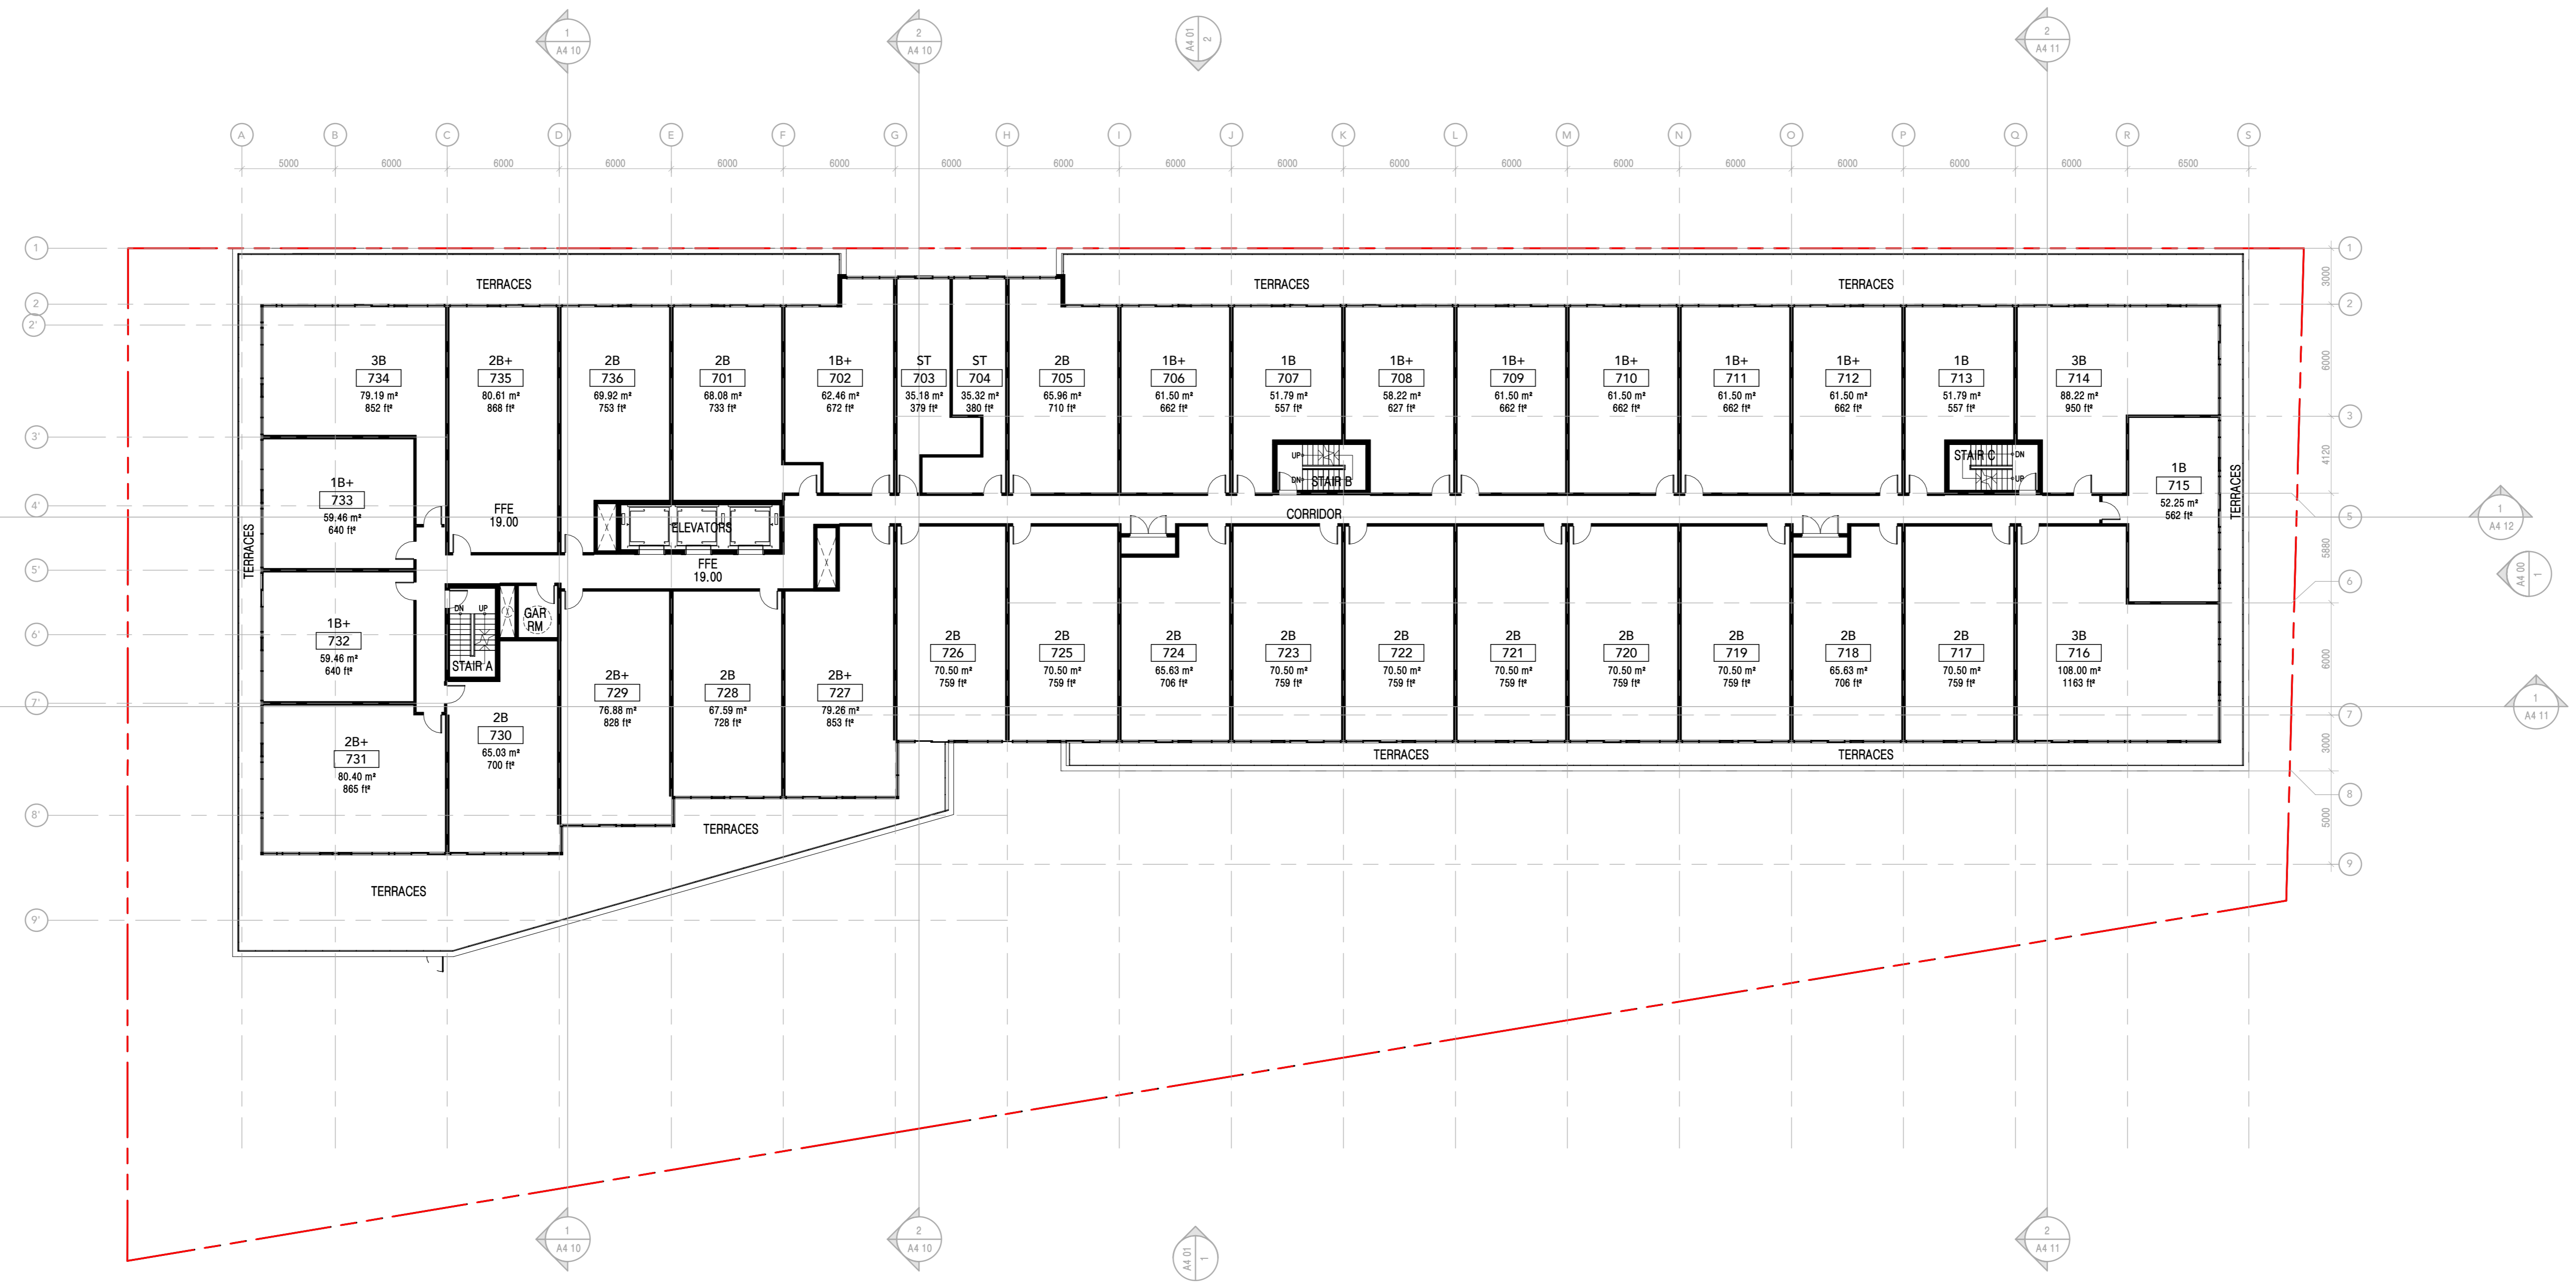 1
A4 10
2
A4 10
A4 01
2
2
A4 11
A B C D E F G H I J K L M N O P Q R S
5000 6000 6000 6000 6000 6000 6000 6000 6000 6000 6000 6000 6000 6000 6000 6000 6000 6500
1
1
TERRACES
TERRACES
TERRACES
3000
2
2
2'
3B
734
79.19 m²
852 ft²
2B+
735
80.61 m²
868 ft²
2B
736
69.92 m²
753 ft²
2B
701
68.08 m²
733 ft²
1B+
702
62.46 m²
672 ft²
ST
703
35.18 m²
379 ft²
ST
704
35.32 m²
380 ft²
2B
705
65.96 m²
710 ft²
1B+
706
61.50 m²
662 ft²
1B
707
51.79 m²
557 ft²
1B+
708
58.22 m²
627 ft²
1B+
709
61.50 m²
662 ft²
1B+
710
61.50 m²
662 ft²
1B+
711
61.50 m²
662 ft²
1B+
712
61.50 m²
662 ft²
1B
713
51.79 m²
557 ft²
3B
714
88.22 m²
950 ft²
6000
3
3'
4120
UP
DN
STAIR B
STAIR C
DN
UP
1B
715
52.25 m²
562 ft²
TERRACES
1B+
733
59.46 m²
640 ft²
4'
FFE
19.00
ELEVATORS
CORRIDOR
5
1
A4 12
TERRACES
5'
FFE
19.00
5880
6
A4 00
1
DN UP
STAIR A
GAR
RM
1B+
732
59.46 m²
640 ft²
6'
2B+
729
76.88 m²
828 ft²
2B
728
67.59 m²
728 ft²
2B+
727
79.26 m²
853 ft²
2B
726
70.50 m²
759 ft²
2B
725
70.50 m²
759 ft²
2B
724
65.63 m²
706 ft²
2B
723
70.50 m²
759 ft²
2B
722
70.50 m²
759 ft²
2B
721
70.50 m²
759 ft²
2B
720
70.50 m²
759 ft²
2B
719
70.50 m²
759 ft²
2B
718
65.63 m²
706 ft²
2B
717
70.50 m²
759 ft²
3B
716
108.00 m²
1163 ft²
6000
7'
7
1
A4 11
2B+
731
80.40 m²
865 ft²
2B
730
65.03 m²
700 ft²
TERRACES
TERRACES
3000
8
8'
TERRACES
5000
9
TERRACES
9'
1
A4 10
2
A4 10
A4 01
1
2
A4 11